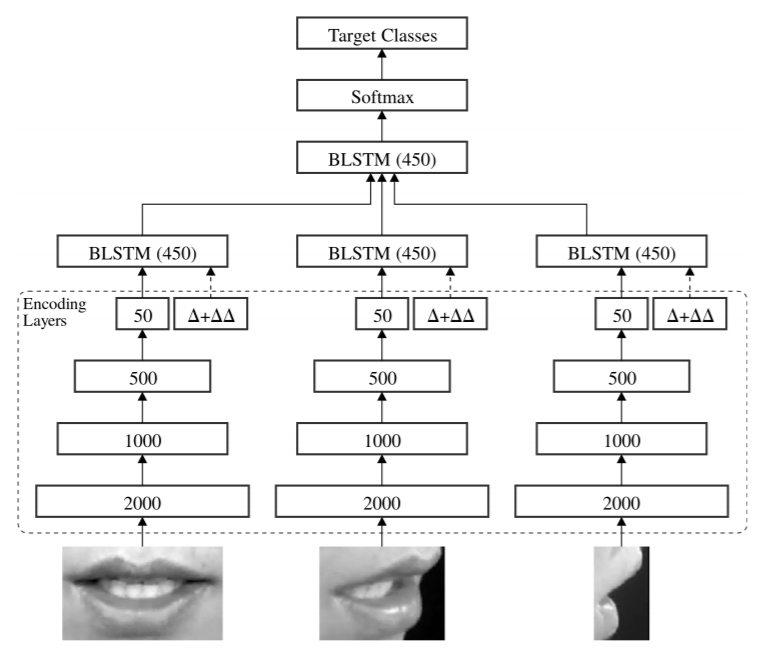 Target Classes
Softmax
BLSTM (450)
BLSTM (450)
BLSTM (450)
BLSTM (450)
Encoding
Layers
50
Δ+ΔΔ
50
Δ+ΔΔ
50
Δ+ΔΔ
500
500
500
1000
1000
1000
2000
2000
2000